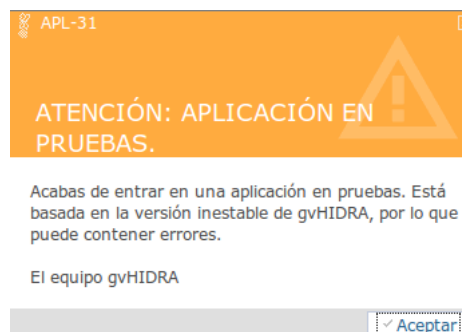 APL-31
ATENCIÓN: APLICACIÓN EN
PRUEBAS.
Acabas de entrar en una aplicación en pruebas. Está
basada en la versión inestable de gvHIDRA, por lo que
puede contener errores.
El equipo gvHIDRA
Aceptar